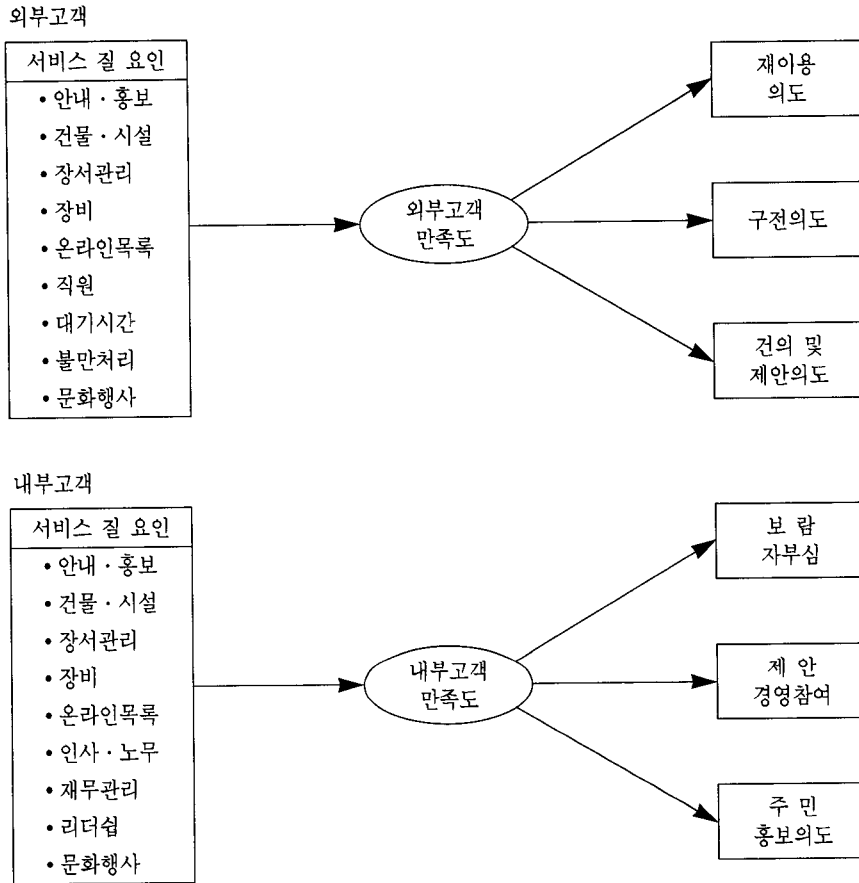 외부고객
서비스 질 요인
• 안내 · 홍보
• 건물 · 시설
• 장서관리
• 장비
• 온라인목록
• 직원
• 대기시간
• 불만처리
• 문화행사
외부고객
만족도
재이용
의도
구전의도
건의 및
제안의도
내부고객
서비스 질 요인
• 안내 · 홍보
• 건물 · 시설
• 장서관리
• 장비
• 온라인목록
• 인사 · 노무
• 재무관리
• 리더쉽
• 문화행사
내부고객
만족도
보 람
자부심
제 안
경영참여
주 민
홍보의도